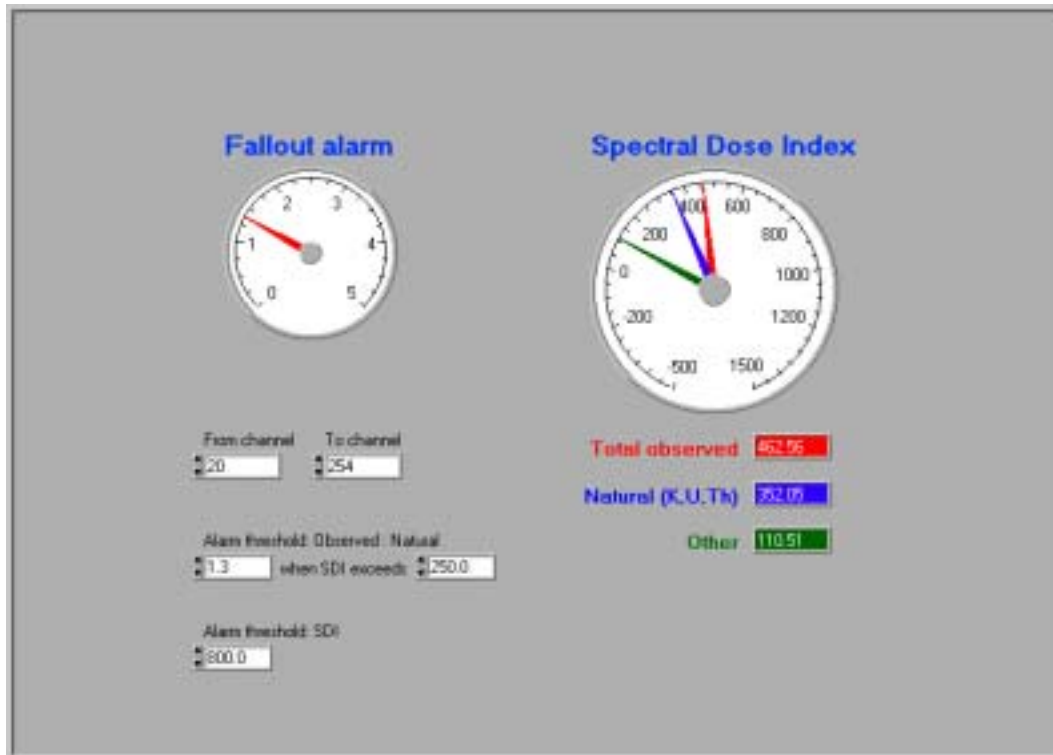 Fallout alarm
Spectral Dose Index
0 1 2 3 4 5
-500 -200 0 200 400 600 800 1000 1200 1500
From channel To channel
20 254
Total observed 462.56
Natural (K,U,Th) 352.05
Other 110.51
Alarm threshold: Observed : Natural
1.3 when SDI exceeds 250.0
Alarm threshold: SDI
800.0